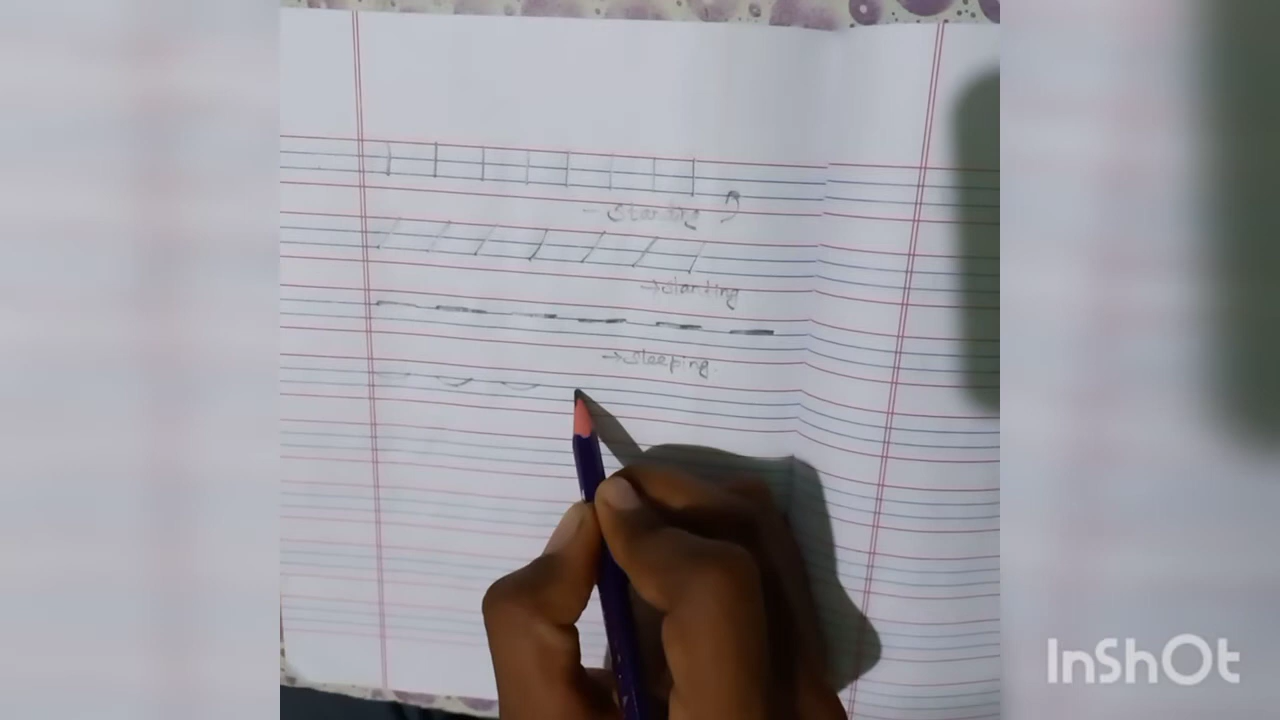 - Standing
→ slanting
→ sleeping.
InShOt